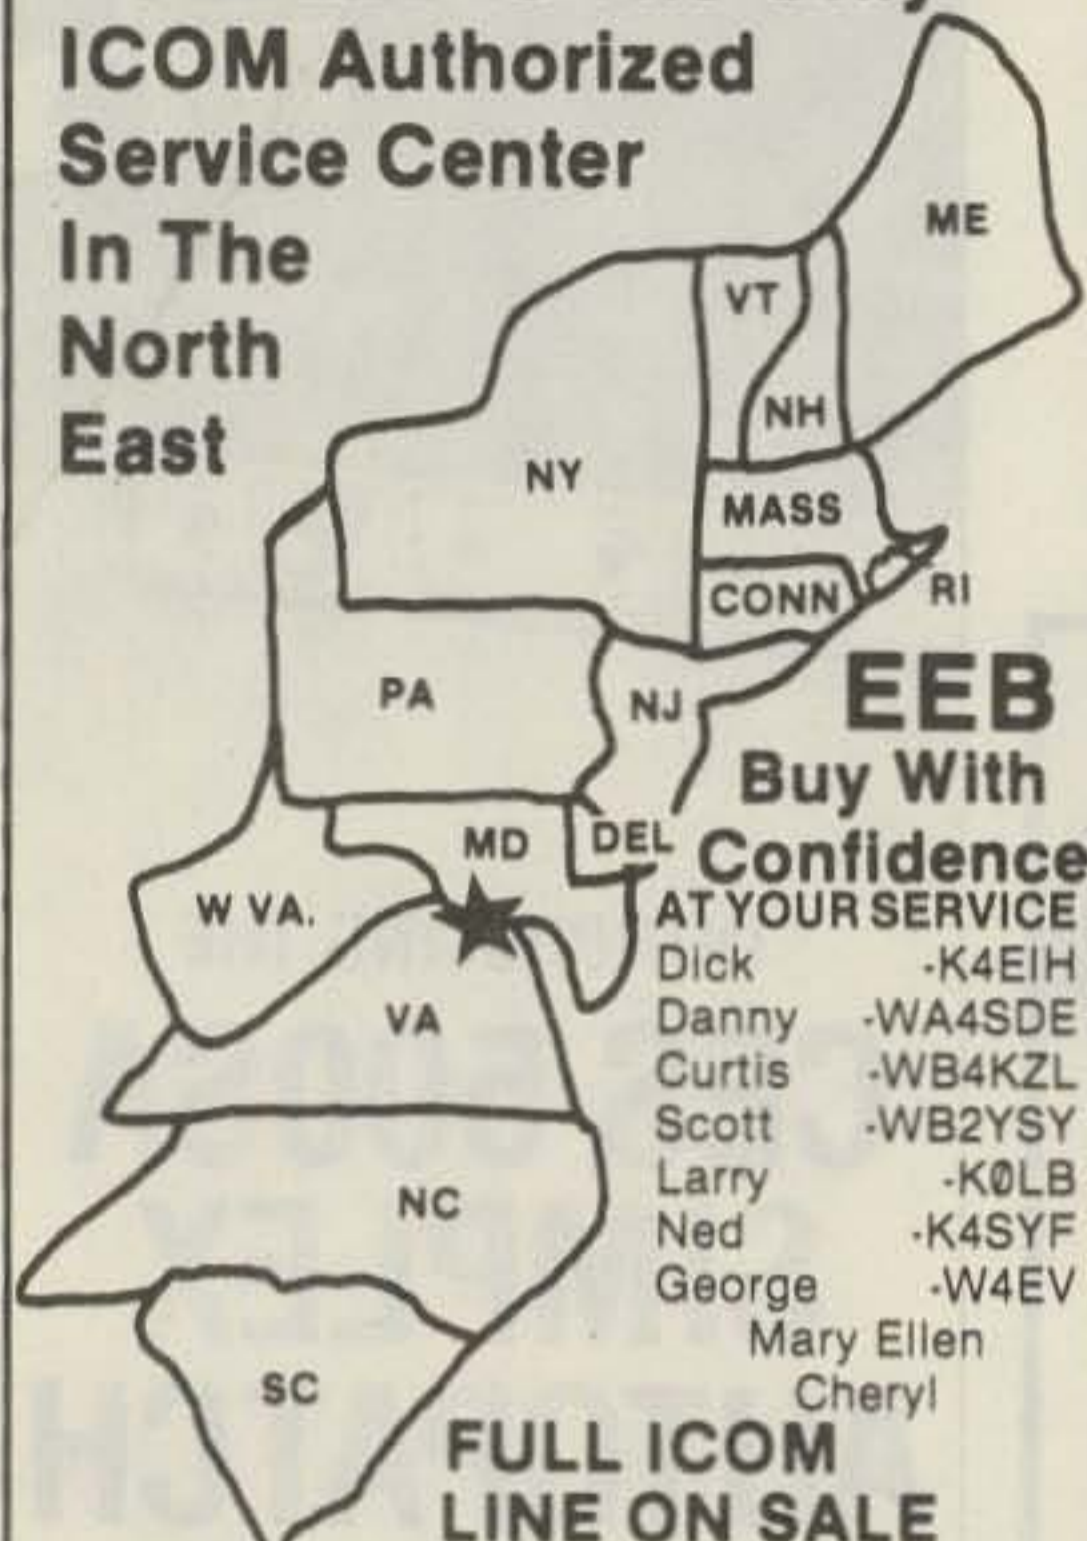 ICOM Authorized
Service Center
In The
North
East
ME
VT
NH
NY
MASS
CONN
RI
PA
NJ
EEB
Buy With
Confidence
MD
DEL
W VA.
VA
NC
SC
AT YOUR SERVICE
Dick -K4EIH
Danny -WA4SDE
Curtis -WB4KZL
Scott -WB2YSY
Larry -KØLB
Ned -K4SYF
George -W4EV
Mary Ellen
Cheryl
FULL ICOM
LINE ON SALE